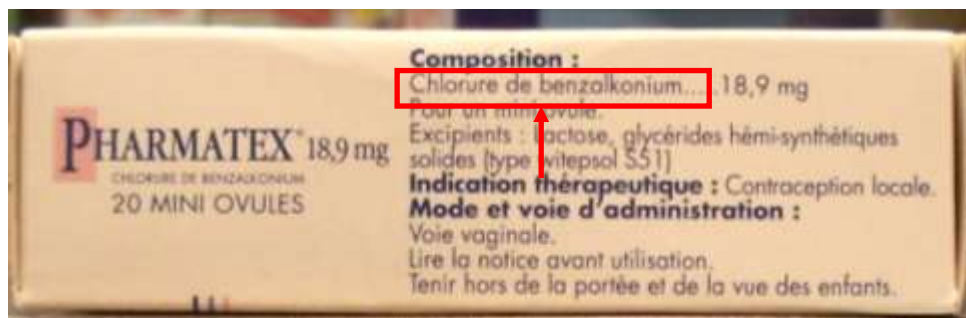 PHARMATEX® 18,9 mg
CHLORURE DE BENZALKONIUM
20 MINI OVULES
Composition :
Chlorure de benzalkonium.....18,9 mg
Pour un mini ovule.
Excipients : Lactose, glycérides hémi-synthétiques
solides (type witepsol S51)
Indication thérapeutique : Contraception locale.
Mode et voie d'administration :
Voie vaginale.
Lire la notice avant utilisation.
Tenir hors de la portée et de la vue des enfants.